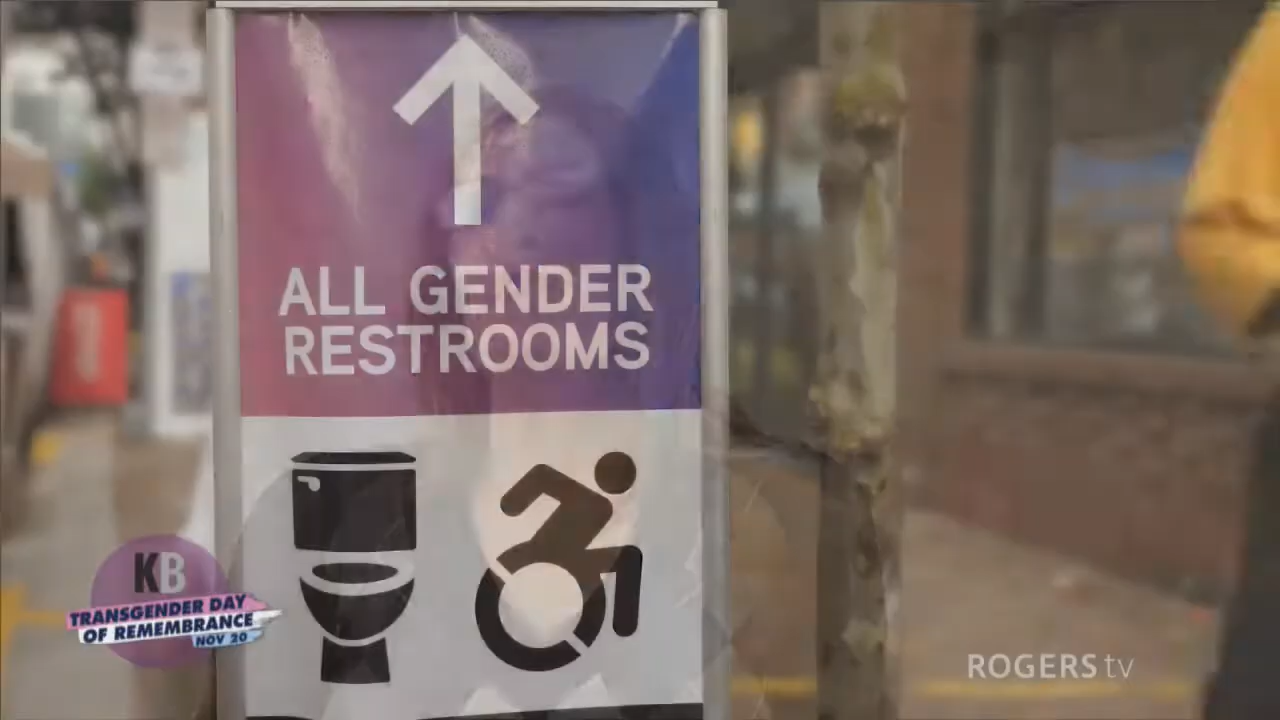 ALL GENDER
RESTROOMS
KB
TRANSGENDER DAY
OF REMEMBRANCE
NOV 20
ROGERS tv